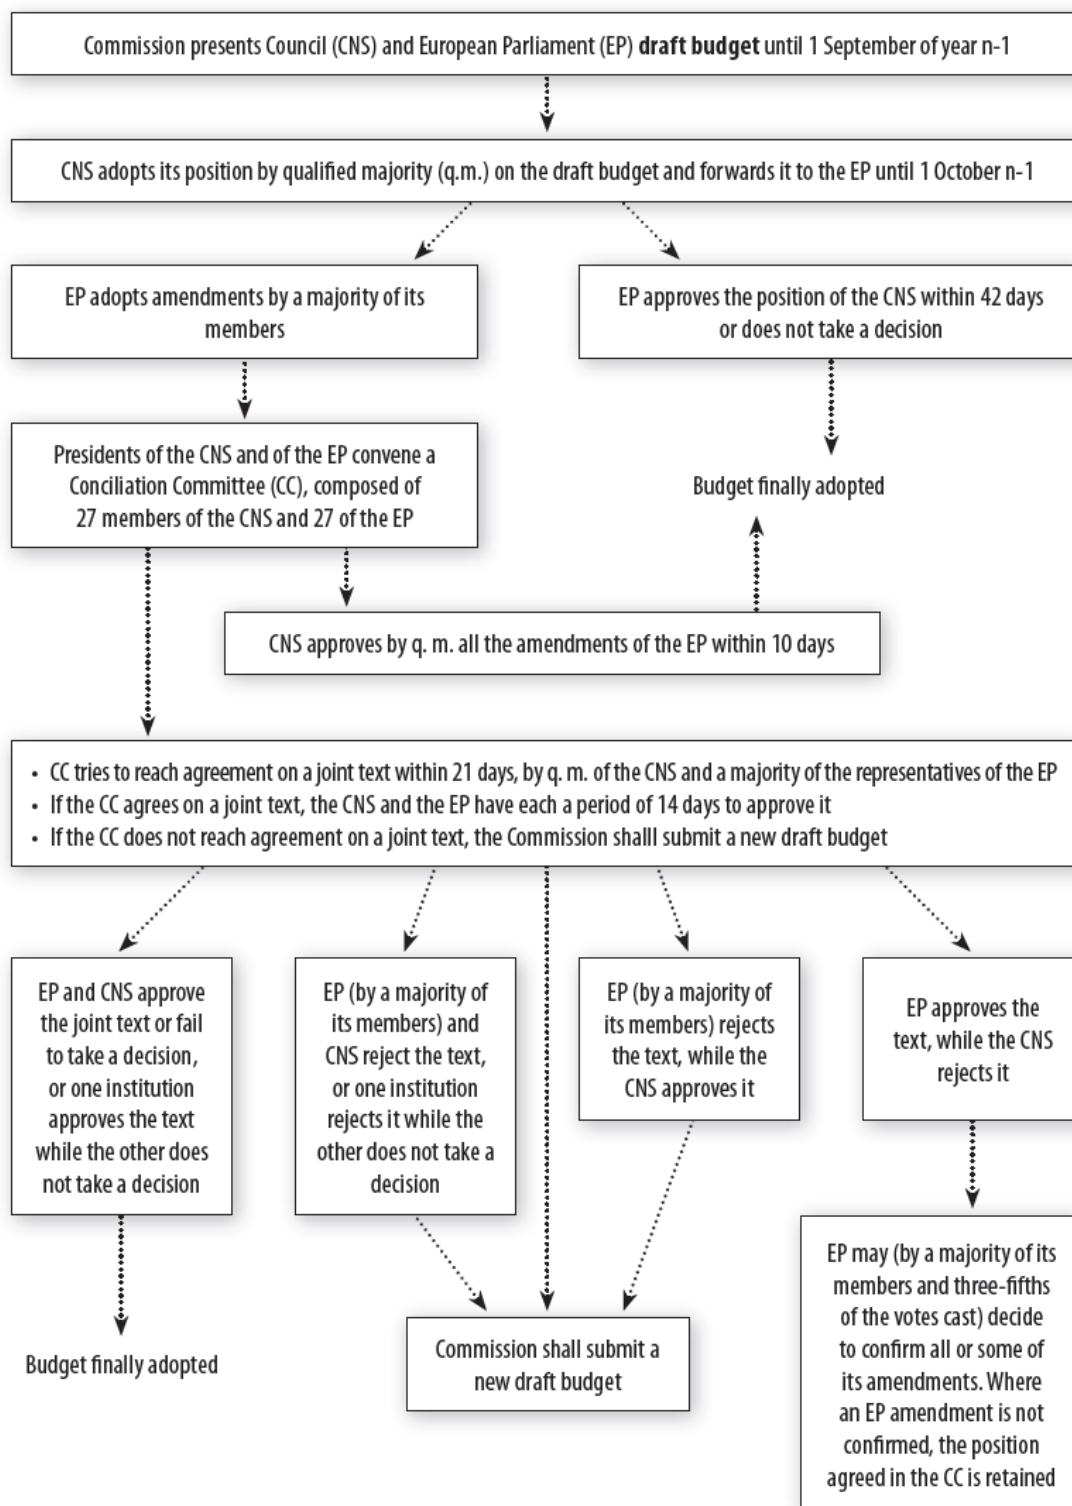 Commission presents Council (CNS) and European Parliament (EP) draft budget until 1 September of year n-1
CNS adopts its position by qualified majority (q.m.) on the draft budget and forwards it to the EP until 1 October n-1
EP adopts amendments by a majority of its
members
EP approves the position of the CNS within 42 days
or does not take a decision
Presidents of the CNS and of the EP convene a
Conciliation Committee (CC), composed of
27 members of the CNS and 27 of the EP
Budget finally adopted
CNS approves by q. m. all the amendments of the EP within 10 days
• CC tries to reach agreement on a joint text within 21 days, by q. m. of the CNS and a majority of the representatives of the EP
• If the CC agrees on a joint text, the CNS and the EP have each a period of 14 days to approve it
• If the CC does not reach agreement on a joint text, the Commission shalll submit a new draft budget
EP and CNS approve
the joint text or fail
to take a decision,
or one institution
approves the text
while the other does
not take a decision
EP (by a majority of
its members) and
CNS reject the text,
or one institution
rejects it while the
other does not take a
decision
EP (by a majority of
its members) rejects
the text, while the
CNS approves it
EP approves the
text, while the CNS
rejects it
Budget finally adopted
Commission shall submit a
new draft budget
EP may (by a majority of its
members and three-fifths
of the votes cast) decide
to confirm all or some of
its amendments. Where
an EP amendment is not
confirmed, the position
agreed in the CC is retained